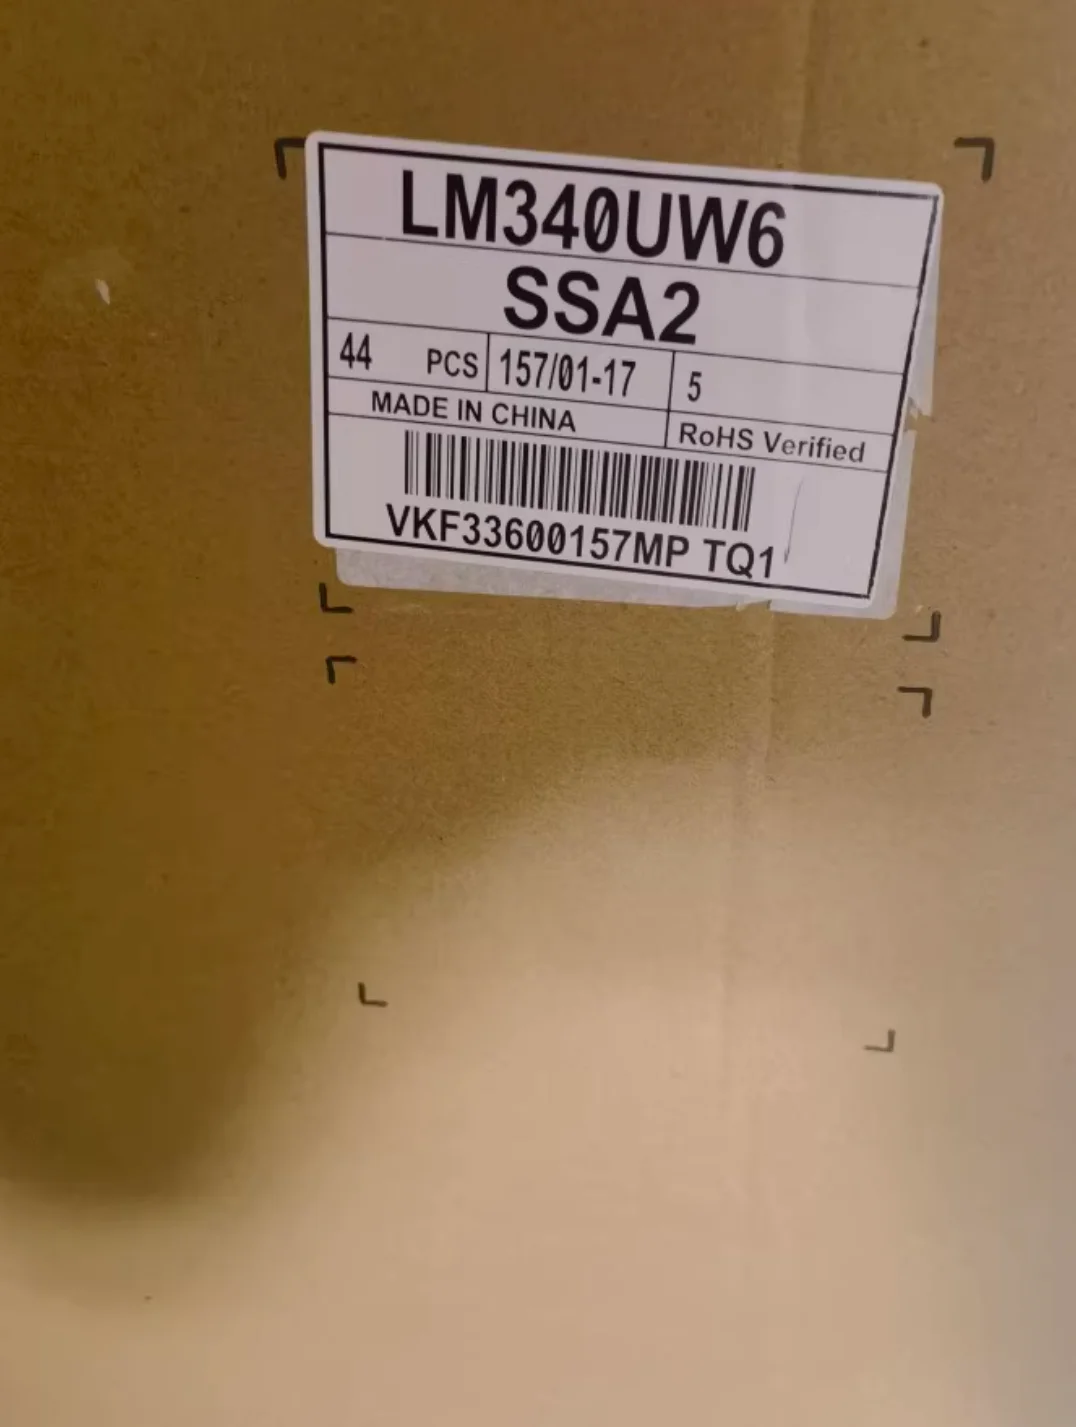 LM340UW6
SSA2
44 PCS 157/01-17 5
MADE IN CHINA RoHS Verified
VKF33600157MP TQ1